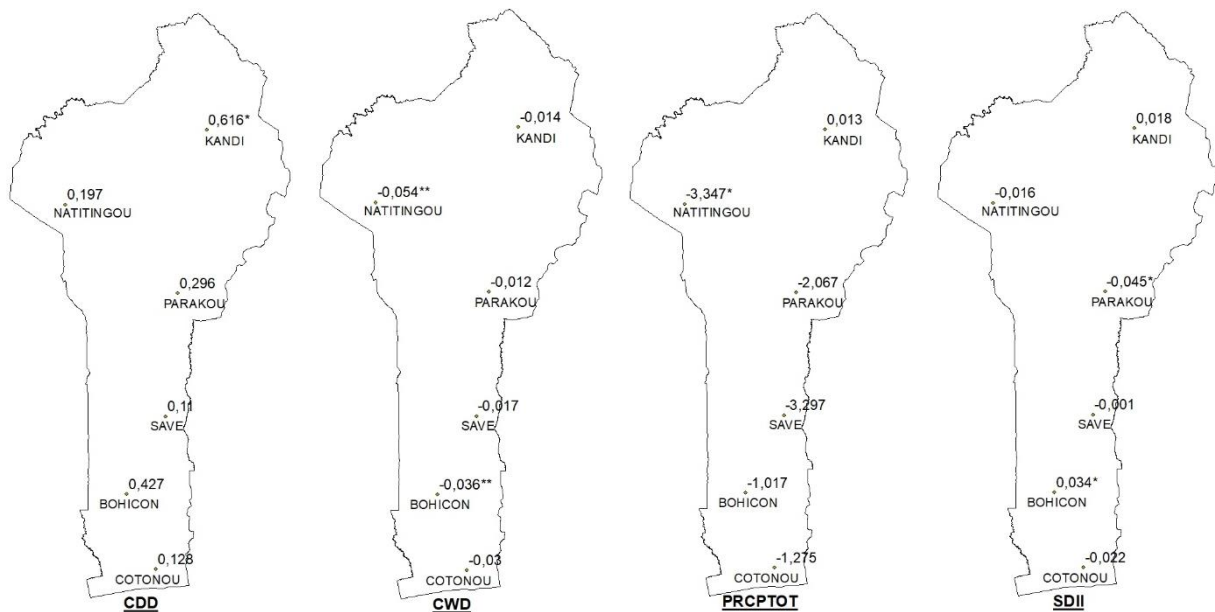 0,616*
KANDI
0,197
NATITINGOU
0,296
PARAKOU
0,11
SAVE
0,427
BOHICON
0,128
COTONOU
CDD
-0,014
KANDI
-0,054**
NATITINGOU
-0,012
PARAKOU
-0,017
SAVE
-0,036**
BOHICON
-0,03
COTONOU
CWD
0,013
KANDI
-3,347*
NATITINGOU
-2,067
PARAKOU
-3,297
SAVE
-1,017
BOHICON
-1,275
COTONOU
PRCPTOT
0,018
KANDI
-0,016
NATITINGOU
-0,045*
PARAKOU
-0,001
SAVE
0,034*
BOHICON
-0,022
COTONOU
SDII